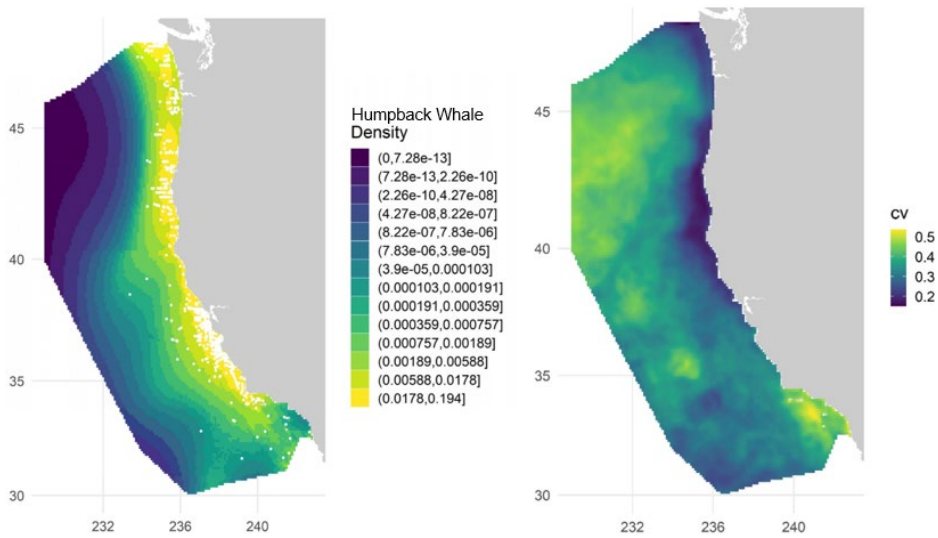 45
40
35
30
232
236
240
Humpback Whale
Density
(0,7.28e-13]
(7.28e-13,2.26e-10]
(2.26e-10,4.27e-08]
(4.27e-08,8.22e-07]
(8.22e-07,7.83e-06]
(7.83e-06,3.9e-05]
(3.9e-05,0.000103]
(0.000103,0.000191]
(0.000191,0.000359]
(0.000359,0.000757]
(0.000757,0.00189]
(0.00189,0.00588]
(0.00588,0.0178]
(0.0178,0.194]
45
40
35
30
232
236
240
CV
0.5
0.4
0.3
0.2